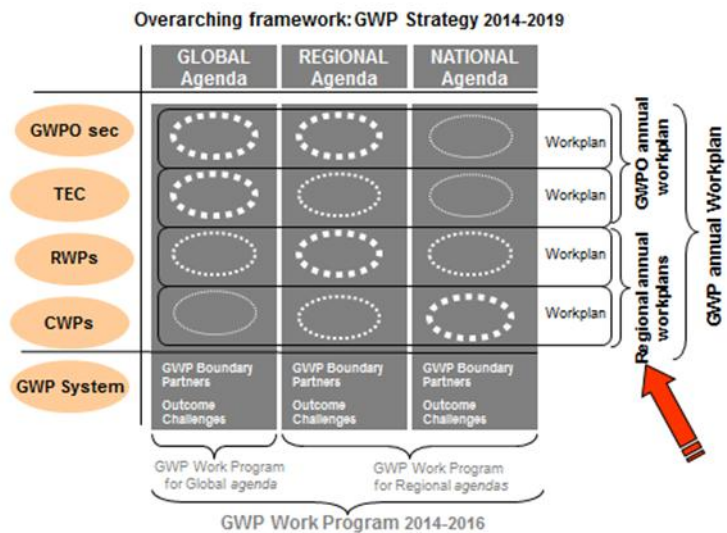 Overarching framework: GWP Strategy 2014-2019
GLOBAL
Agenda
REGIONAL
Agenda
NATIONAL
Agenda
GWPO sec
Workplan
TEC
Workplan
RWPs
Workplan
CWPs
Workplan
GWPO annual
workplan
Regional annual
workplans
GWP annual Workplan
GWP System
GWP Boundary
Partners
Outcome
Challenges
GWP Boundary
Partners
Outcome
Challenges
GWP Boundary
Partners
Outcome
Challenges
GWP Work Program
for Global agenda
GWP Work Program
for Regional agendas
GWP Work Program 2014-2016